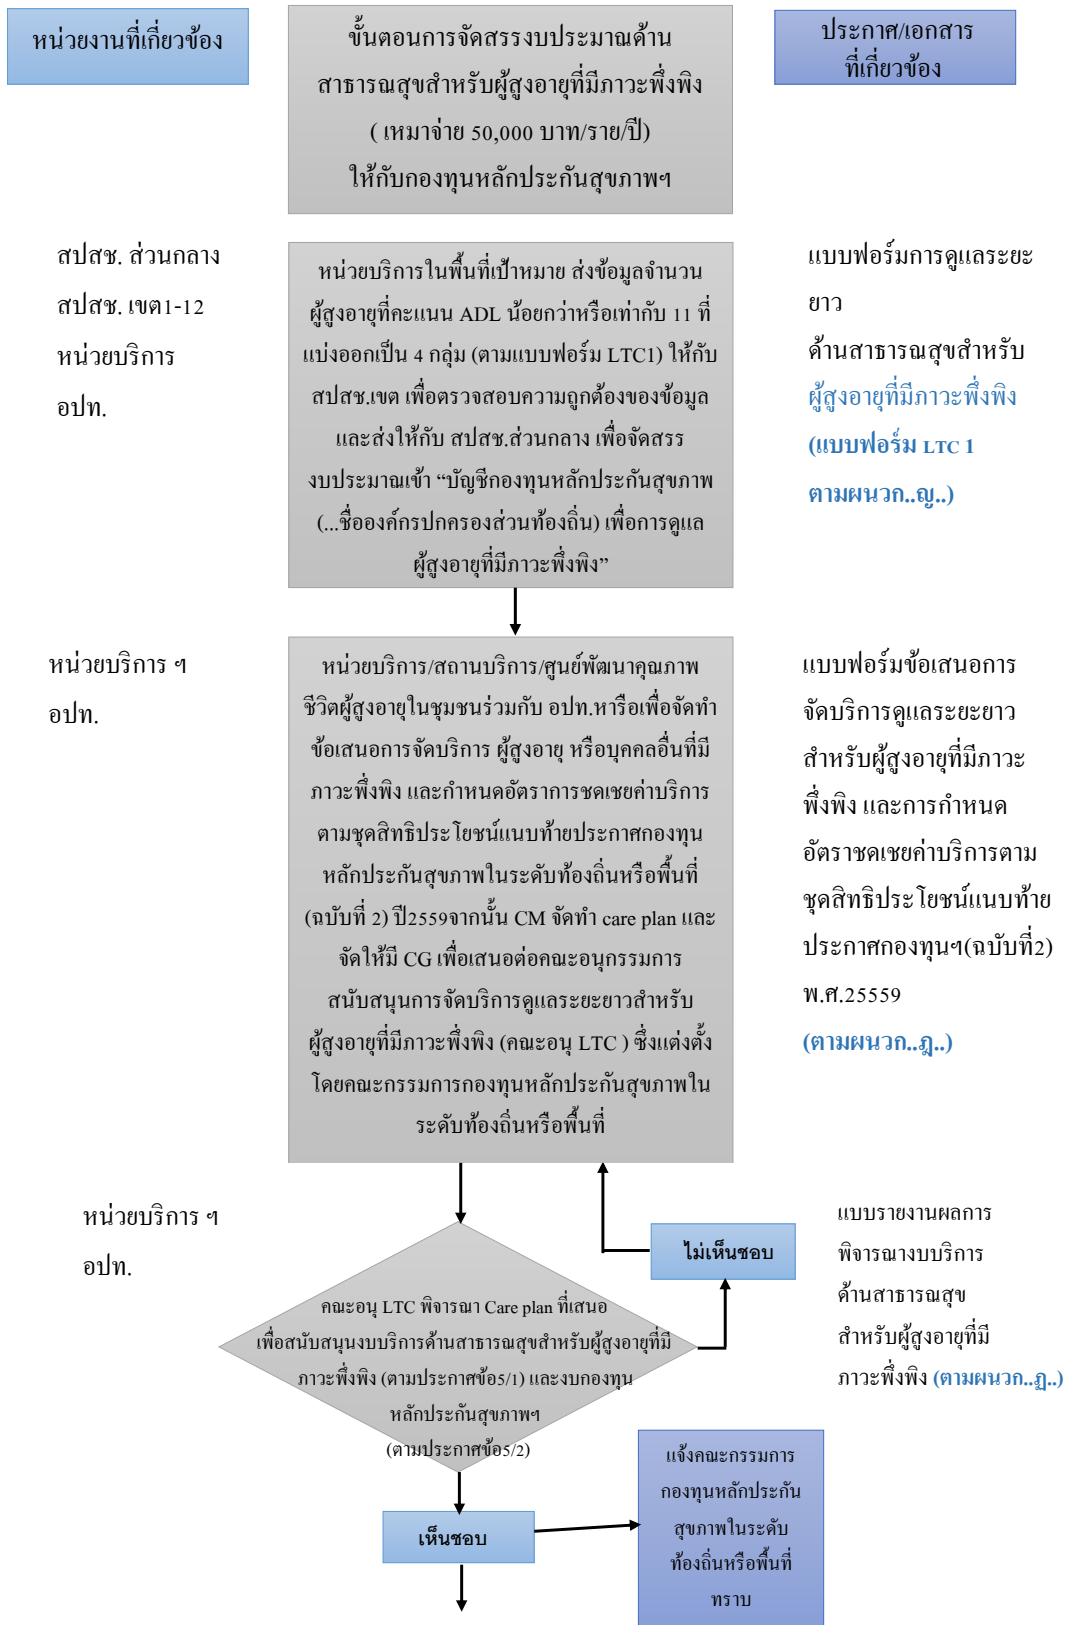 หน่วยงานที่เกี่ยวข้อง
ขั้นตอนการจัดสรรงบประมาณด้าน
สาธารณสุขสำหรับผู้สูงอายุที่มีภาวะพึ่งพิง
( เหมาจ่าย 50,000 บาท/ราย/ปี)
ให้กับกองทุนหลักประกันสุขภาพฯ
ประกาศ/เอกสาร
ที่เกี่ยวข้อง
สปสช. ส่วนกลาง
สปสช. เขต1-12
หน่วยบริการ
อปท.
หน่วยบริการในพื้นที่เป้าหมาย ส่งข้อมูลจำนวน
ผู้สูงอายุที่คะแนน ADL น้อยกว่าหรือเท่ากับ 11 ที่
แบ่งออกเป็น 4 กลุ่ม (ตามแบบฟอร์ม LTC1) ให้กับ
สปสช.เขต เพื่อตรวจสอบความถูกต้องของข้อมูล
และส่งให้กับ สปสช.ส่วนกลาง เพื่อจัดสรร
งบประมาณเข้า “บัญชีกองทุนหลักประกันสุขภาพ
(...ชื่อองค์กรปกครองส่วนท้องถิ่น) เพื่อการดูแล
ผู้สูงอายุที่มีภาวะพึ่งพิง”
แบบฟอร์มการดูแลระยะ
ยาว
ด้านสาธารณสุขสำหรับ
ผู้สูงอายุที่มีภาวะพึ่งพิง
(แบบฟอร์ม LTC 1
ตามผนวก..ญ..)
หน่วยบริการ ฯ
อปท.
หน่วยบริการ/สถานบริการ/ศูนย์พัฒนาคุณภาพ
ชีวิตผู้สูงอายุในชุมชนร่วมกับ อปท.หารือเพื่อจัดทำ
ข้อเสนอการจัดบริการ ผู้สูงอายุ หรือบุคคลอื่นที่มี
ภาวะพึ่งพิง และกำหนดอัตราการชดเชยค่าบริการ
ตามชุดสิทธิประโยชน์แนบท้ายประกาศกองทุน
หลักประกันสุขภาพในระดับท้องถิ่นหรือพื้นที่
(ฉบับที่ 2) ปี2559จากนั้น CM จัดทำ care plan และ
จัดให้มี CG เพื่อเสนอต่อคณะอนุกรรมการ
สนับสนุนการจัดบริการดูแลระยะยาวสำหรับ
ผู้สูงอายุที่มีภาวะพึ่งพิง (คณะอนุ LTC ) ซึ่งแต่งตั้ง
โดยคณะกรรมการกองทุนหลักประกันสุขภาพใน
ระดับท้องถิ่นหรือพื้นที่
แบบฟอร์มข้อเสนอการ
จัดบริการดูแลระยะยาว
สำหรับผู้สูงอายุที่มีภาวะ
พึ่งพิง และการกำหนด
อัตราชดเชยค่าบริการตาม
ชุดสิทธิประโยชน์แนบท้าย
ประกาศกองทุนฯ(ฉบับที่2)
พ.ศ.25559
(ตามผนวก..ฎ..)
หน่วยบริการ ฯ
อปท.
ไม่เห็นชอบ
คณะอนุ LTC พิจารณา Care plan ที่เสนอ
เพื่อสนับสนุนงบบริการด้านสาธารณสุขสำหรับผู้สูงอายุที่มี
ภาวะพึ่งพิง (ตามประกาศข้อ5/1) และงบกองทุน
หลักประกันสุขภาพฯ
(ตามประกาศข้อ5/2)
แบบรายงานผลการ
พิจารณางบบริการ
ด้านสาธารณสุข
สำหรับผู้สูงอายุที่มี
ภาวะพึ่งพิง (ตามผนวก..ฏ..)
เห็นชอบ
แจ้งคณะกรรมการ
กองทุนหลักประกัน
สุขภาพในระดับ
ท้องถิ่นหรือพื้นที่
ทราบ